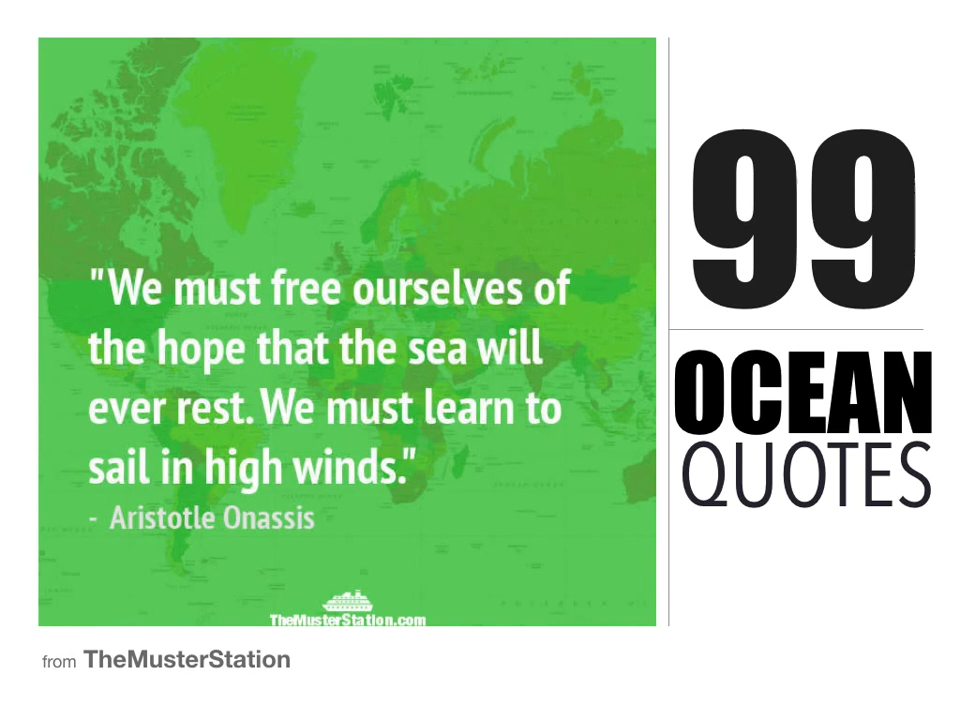 "We must free ourselves of
the hope that the sea will
ever rest. We must learn to
sail in high winds."
- Aristotle Onassis
TheMusterStation.com
99
OCEAN
QUOTES
from TheMusterStation